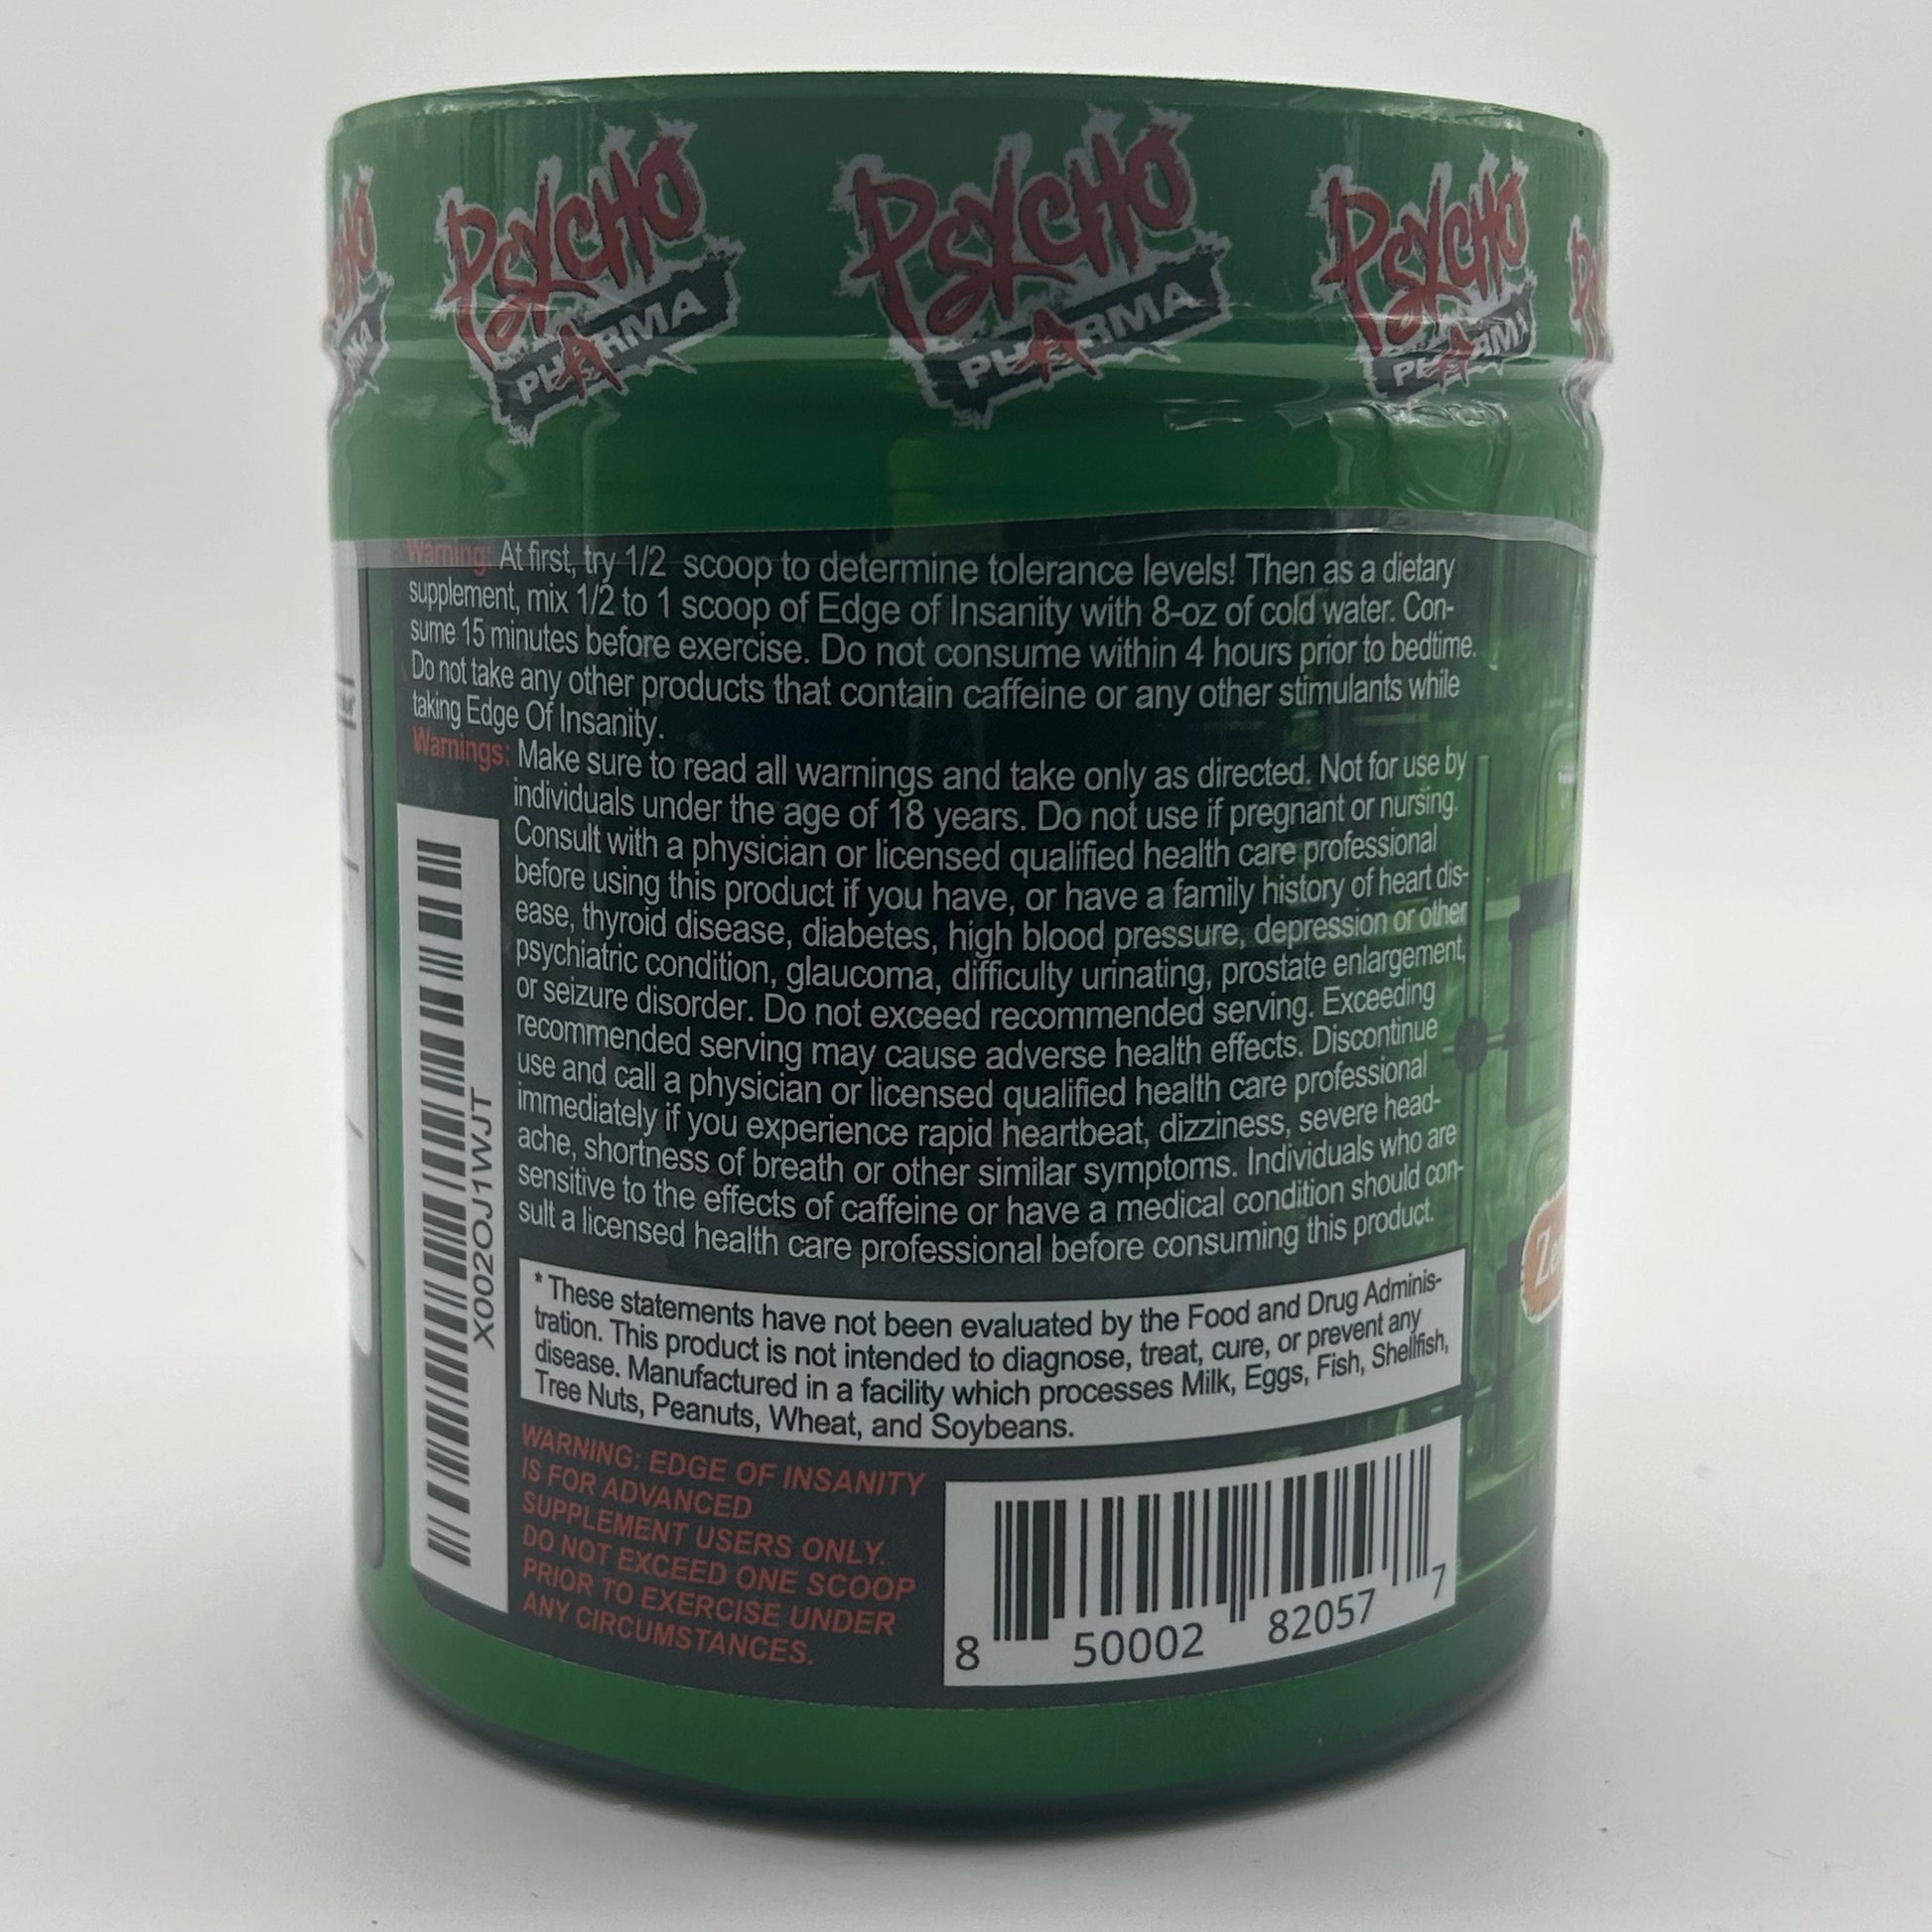 PSYCHO
PHARMA
PSYCHO
PHARMA
PSYCHO
PHARMA
Warning: At first, try 1/2 scoop to determine tolerance levels! Then as a dietary
supplement, mix 1/2 to 1 scoop of Edge of Insanity with 8-oz of cold water. Con-
sume 15 minutes before exercise. Do not consume within 4 hours prior to bedtime.
Do not take any other products that contain caffeine or any other stimulants while
taking Edge Of Insanity.
Warnings: Make sure to read all warnings and take only as directed. Not for use by
individuals under the age of 18 years. Do not use if pregnant or nursing.
Consult with a physician or licensed qualified health care professional
before using this product if you have, or have a family history of heart dis-
ease, thyroid disease, diabetes, high blood pressure, depression or other
psychiatric condition, glaucoma, difficulty urinating, prostate enlargement,
or seizure disorder. Do not exceed recommended serving. Exceeding
recommended serving may cause adverse health effects. Discontinue
use and call a physician or licensed qualified health care professional
immediately if you experience rapid heartbeat, dizziness, severe head-
ache, shortness of breath or other similar symptoms. Individuals who are
sensitive to the effects of caffeine or have a medical condition should con-
sult a licensed health care professional before consuming this product.
X002OJ1WJT
* These statements have not been evaluated by the Food and Drug Adminis-
tration. This product is not intended to diagnose, treat, cure, or prevent any
disease. Manufactured in a facility which processes Milk, Eggs, Fish, Shellfish,
Tree Nuts, Peanuts, Wheat, and Soybeans.
WARNING: EDGE OF INSANITY
IS FOR ADVANCED
SUPPLEMENT USERS ONLY.
DO NOT EXCEED ONE SCOOP
PRIOR TO EXERCISE UNDER
ANY CIRCUMSTANCES.
8 50002 82057 7